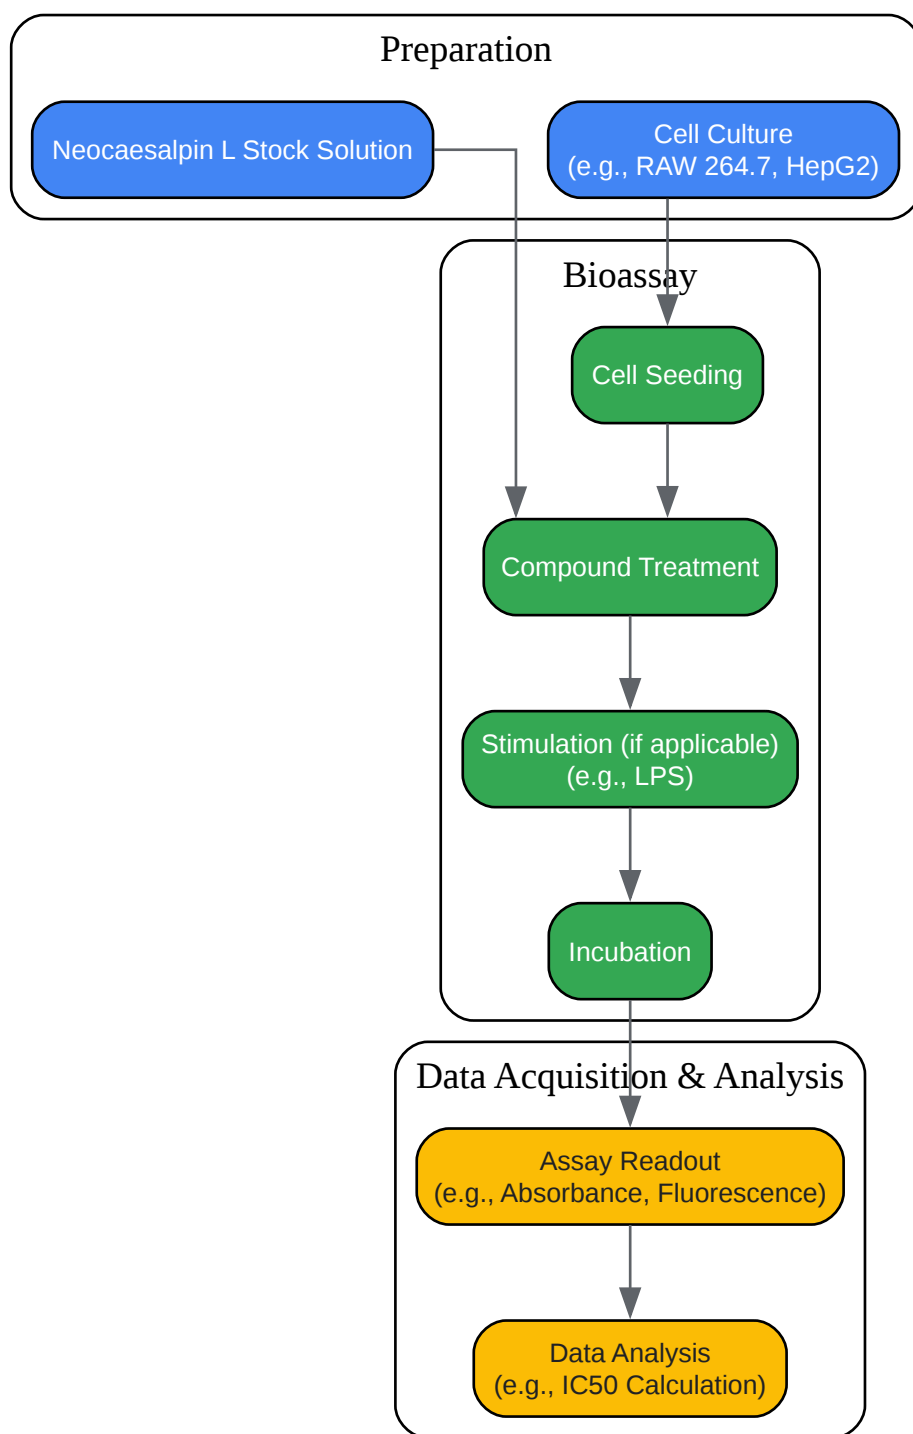 Preparation
Neocaesalpin L Stock Solution
Cell Culture
(e.g., RAW 264.7, HepG2)
Bioassay
Cell Seeding
Compound Treatment
Stimulation (if applicable)
(e.g., LPS)
Incubation
Data Acquisition & Analysis
Assay Readout
(e.g., Absorbance, Fluorescence)
Data Analysis
(e.g., IC50 Calculation)